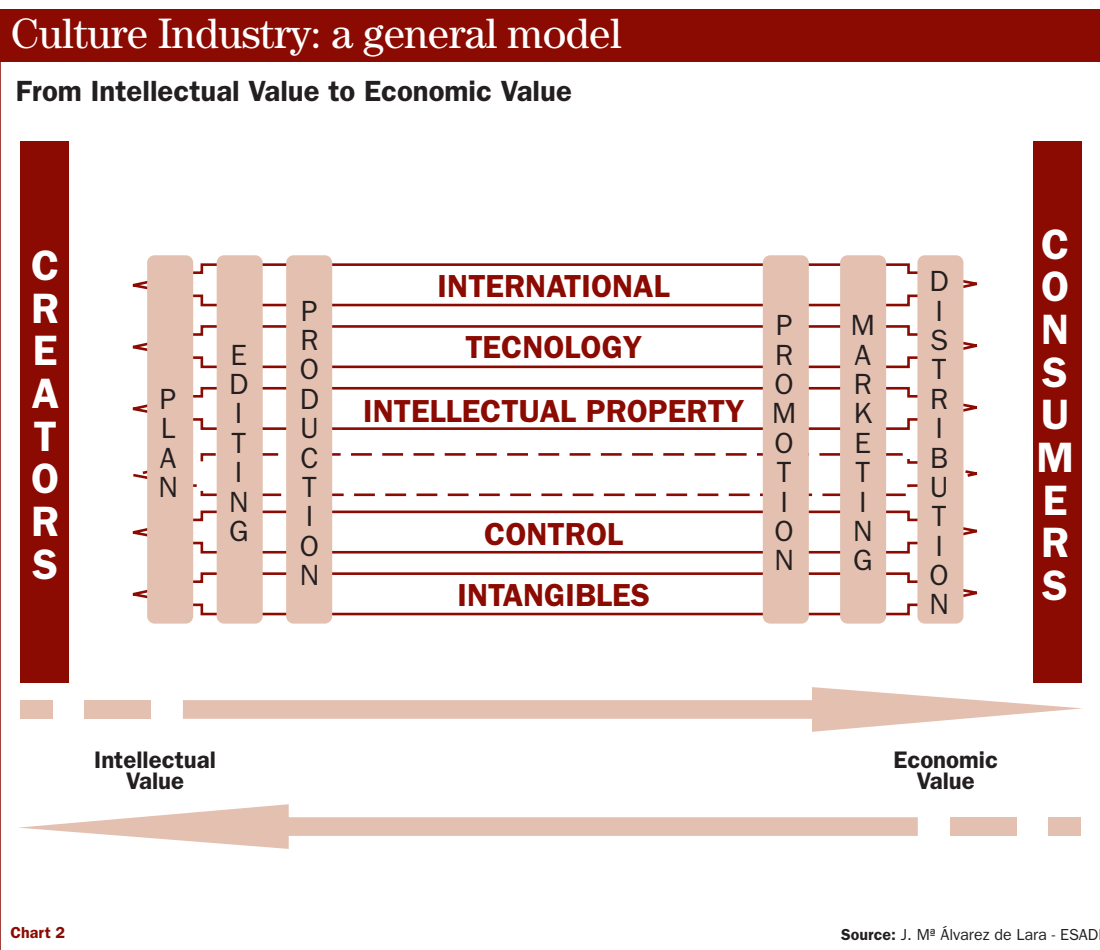 Culture Industry: a general model
From Intellectual Value to Economic Value
CREATORS
PLAN
EDITING
PRODUCTION
INTERNATIONAL
TECNOLOGY
INTELLECTUAL PROPERTY
CONTROL
INTANGIBLES
PROMOTION
MARKETING
DISTRIBUTION
CONSUMERS
Intellectual
Value
Economic
Value
Chart 2
Source: J. Mª Álvarez de Lara - ESADE